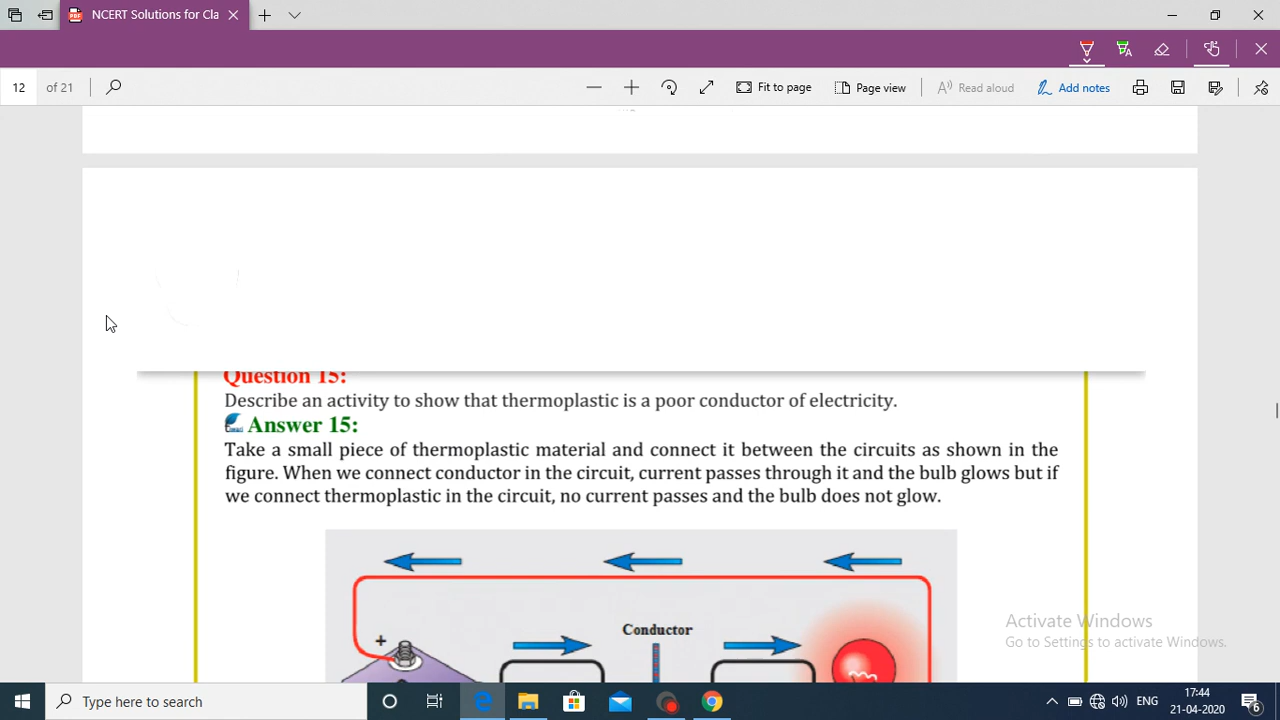 NCERT Solutions for Cla
12 of 21
Fit to page
Page view
Read aloud
Add notes
Question 15:
Describe an activity to show that thermoplastic is a poor conductor of electricity.
Answer 15:
Take a small piece of thermoplastic material and connect it between the circuits as shown in the
figure. When we connect conductor in the circuit, current passes through it and the bulb glows but if
we connect thermoplastic in the circuit, no current passes and the bulb does not glow.
Conductor
+
Activate Windows
Go to Settings to activate Windows.
Type here to search
ENG
17:44
21-04-2020
6